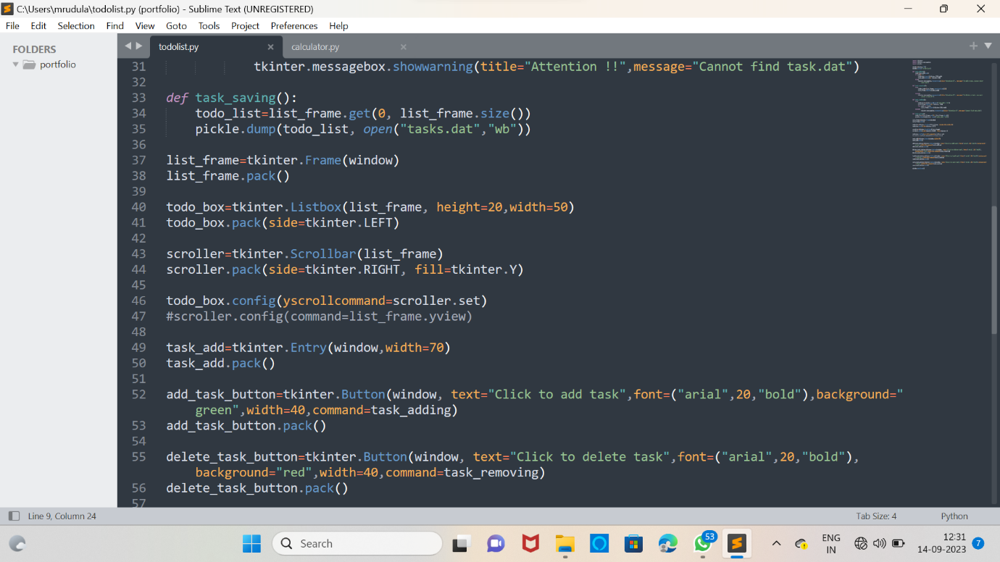 C:\Users\mrudula\todolist.py (portfolio) - Sublime Text (UNREGISTERED)
File Edit Selection Find View Goto Tools Project Preferences Help
FOLDERS
portfolio
todolist.py
calculator.py
31 tkinter.messagebox.showwarning(title="Attention !!",message="Cannot find task.dat")
32
33 def task_saving():
34 todo_list=list_frame.get(0, list_frame.size())
35 pickle.dump(todo_list, open("tasks.dat","wb"))
36
37 list_frame=tkinter.Frame(window)
38 list_frame.pack()
39
40 todo_box=tkinter.Listbox(list_frame, height=20,width=50)
41 todo_box.pack(side=tkinter.LEFT)
42
43 scroller=tkinter.Scrollbar(list_frame)
44 scroller.pack(side=tkinter.RIGHT, fill=tkinter.Y)
45
46 todo_box.config(yscrollcommand=scroller.set)
47 #scroller.config(command=list_frame.yview)
48
49 task_add=tkinter.Entry(window,width=70)
50 task_add.pack()
51
52 add_task_button=tkinter.Button(window, text="Click to add task",font=("arial",20,"bold"),background="
green",width=40,command=task_adding)
53 add_task_button.pack()
54
55 delete_task_button=tkinter.Button(window, text="Click to delete task",font=("arial",20,"bold"),
background="red",width=40,command=task_removing)
56 delete_task_button.pack()
57
Line 9, Column 24
Tab Size: 4
Python
Search
53
ENG
IN
12:31
14-09-2023
7